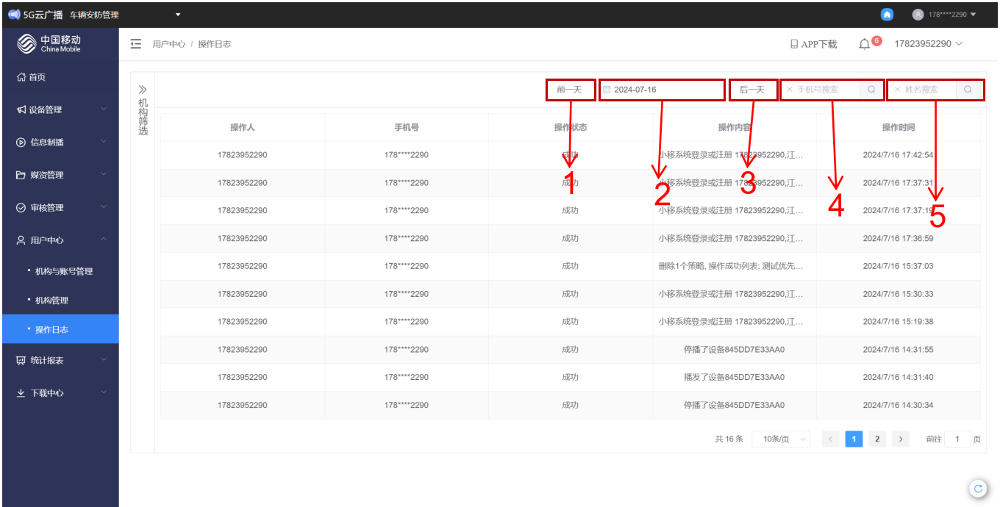 5G云广播 车辆安防管理
178****2290
中国移动
China Mobile
用户中心 / 操作日志
APP下载
6
17823952290
首页
设备管理
信息制播
媒资管理
审核管理
用户中心
机构与账号管理
机构管理
操作日志
统计报表
下载中心
机构筛选
前一天
2024-07-16
后一天
手机号搜索
姓名搜索
操作人 手机号 操作状态 操作内容 操作时间
17823952290 178****2290 成功 小移系统登录或注册 17823952290,江... 2024/7/16 17:42:54
17823952290 178****2290 成功 小移系统登录或注册 17823952290,江... 2024/7/16 17:37:31
17823952290 178****2290 成功 小移系统登录或注册 17823952290,江... 2024/7/16 17:37:19
17823952290 178****2290 成功 小移系统登录或注册 17823952290,江... 2024/7/16 17:36:59
17823952290 178****2290 成功 删除1个策略, 操作成功列表: 测试优先... 2024/7/16 15:37:03
17823952290 178****2290 成功 小移系统登录或注册 17823952290,江... 2024/7/16 15:30:33
17823952290 178****2290 成功 小移系统登录或注册 17823952290,江... 2024/7/16 15:19:38
17823952290 178****2290 成功 停播了设备845DD7E33AA0 2024/7/16 14:31:55
17823952290 178****2290 成功 播发了设备845DD7E33AA0 2024/7/16 14:31:40
17823952290 178****2290 成功 停播了设备845DD7E33AA0 2024/7/16 14:30:34
1
2
3
4
5
共 16 条 10条/页 1 2 前往 1 页